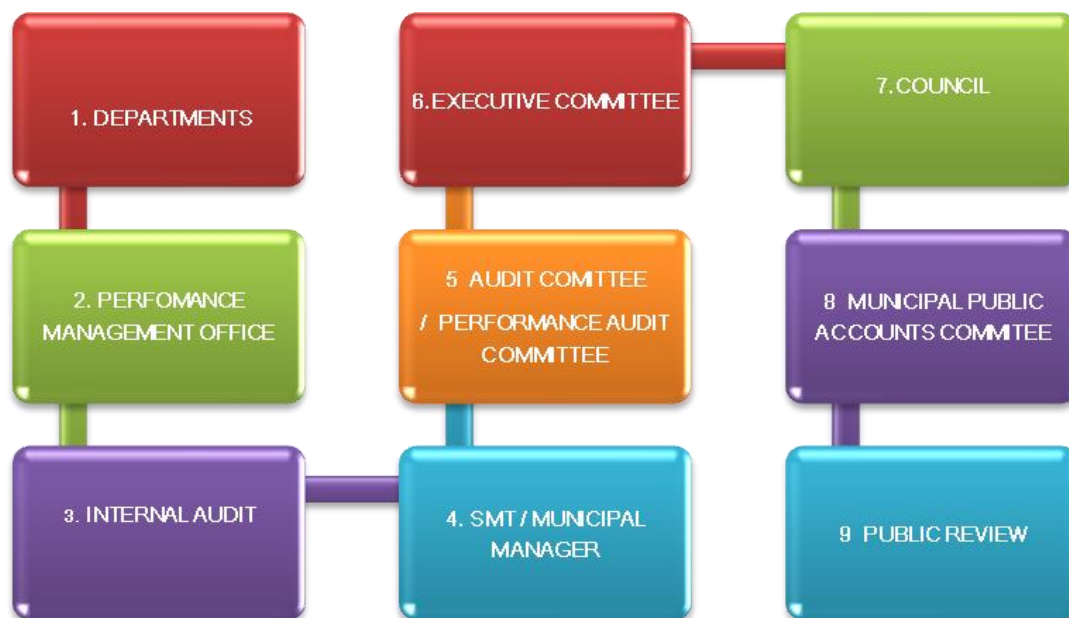 1. DEPARTMENTS
2. PERFOMANCE
MANAGEMENT OFFICE
3. INTERNAL AUDIT
4. SMT / MUNICIPAL
MANAGER
5 AUDIT COMITTEE
/ PERFORMANCE AUDIT
COMMITTEE
6.EXECUTIVE COMMITTEE
7.COUNCIL
8 MUNICIPAL PUBLIC
ACCOUNTS COMMITEE
9 PUBLIC REVIEW